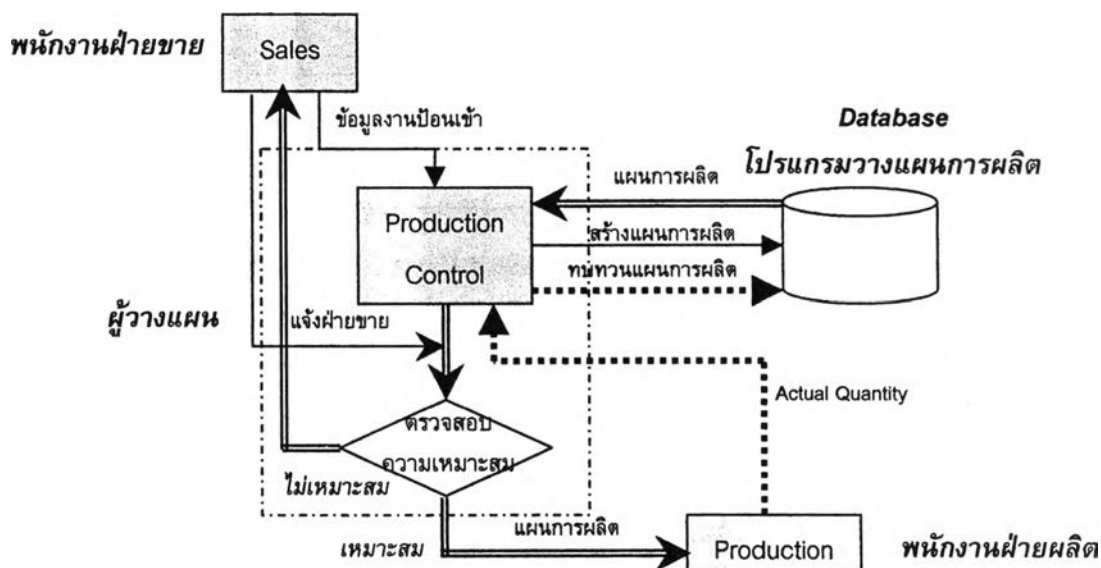 พนักงานฝ่ายขาย
Sales
ข้อมูลงานป้อนเข้า
Database
โปรแกรมวางแผนการผลิต
แผนการผลิต
Production
Control
สร้างแผนการผลิต
ทบทวนแผนการผลิต
ผู้วางแผน
แจ้งฝ่ายขาย
Actual Quantity
ตรวจสอบ
ความเหมาะสม
ไม่เหมาะสม
เหมาะสม
แผนการผลิต
Production
พนักงานฝ่ายผลิต